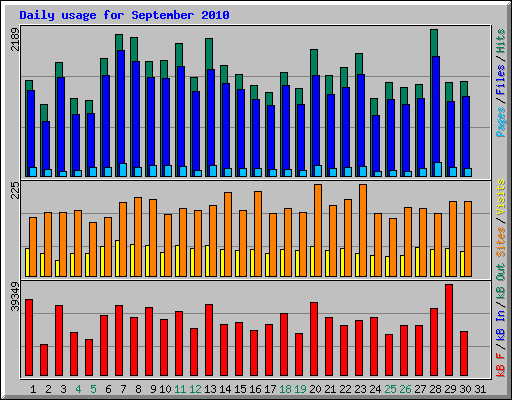 Daily usage for September 2010
2189
Pages / Files / Hits
225
Sites / Visits
39349
kB F / kB In / kB Out
1 2 3 4 5 6 7 8 9 10 11 12 13 14 15 16 17 18 19 20 21 22 23 24 25 26 27 28 29 30 31